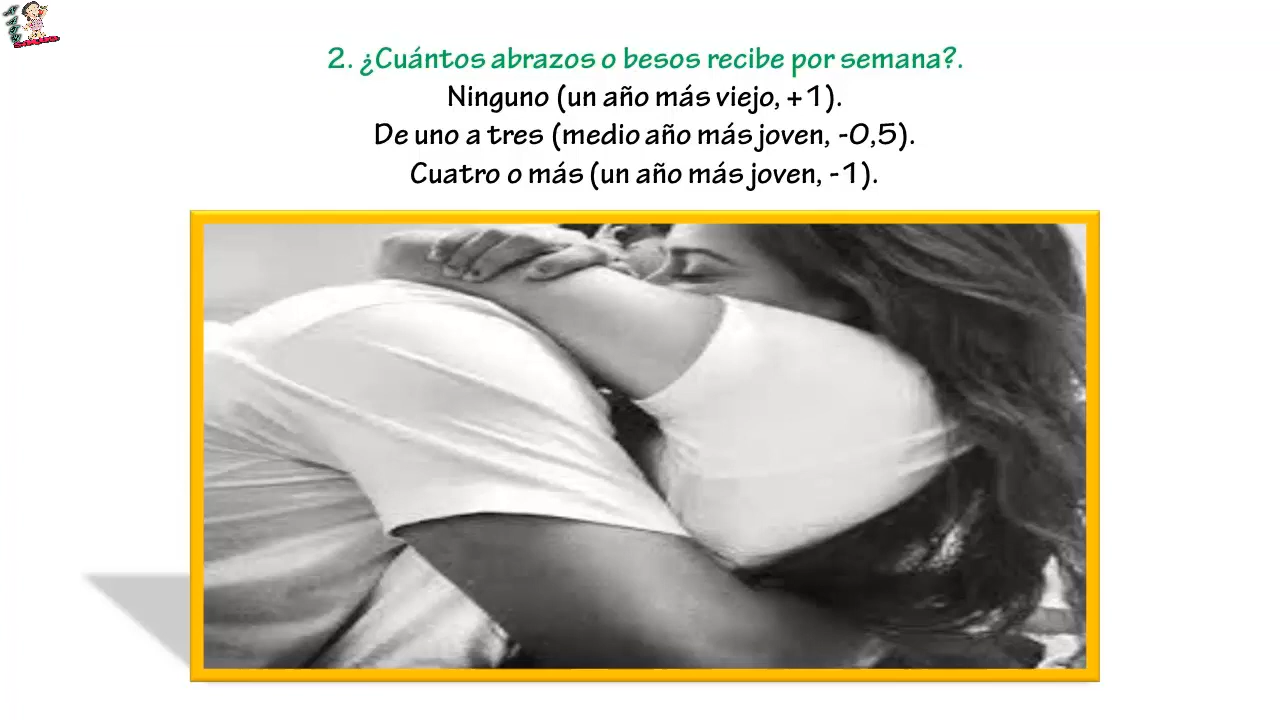 2. ¿Cuántos abrazos o besos recibe por semana?.
Ninguno (un año más viejo, +1).
De uno a tres (medio año más joven, -0,5).
Cuatro o más (un año más joven, -1).